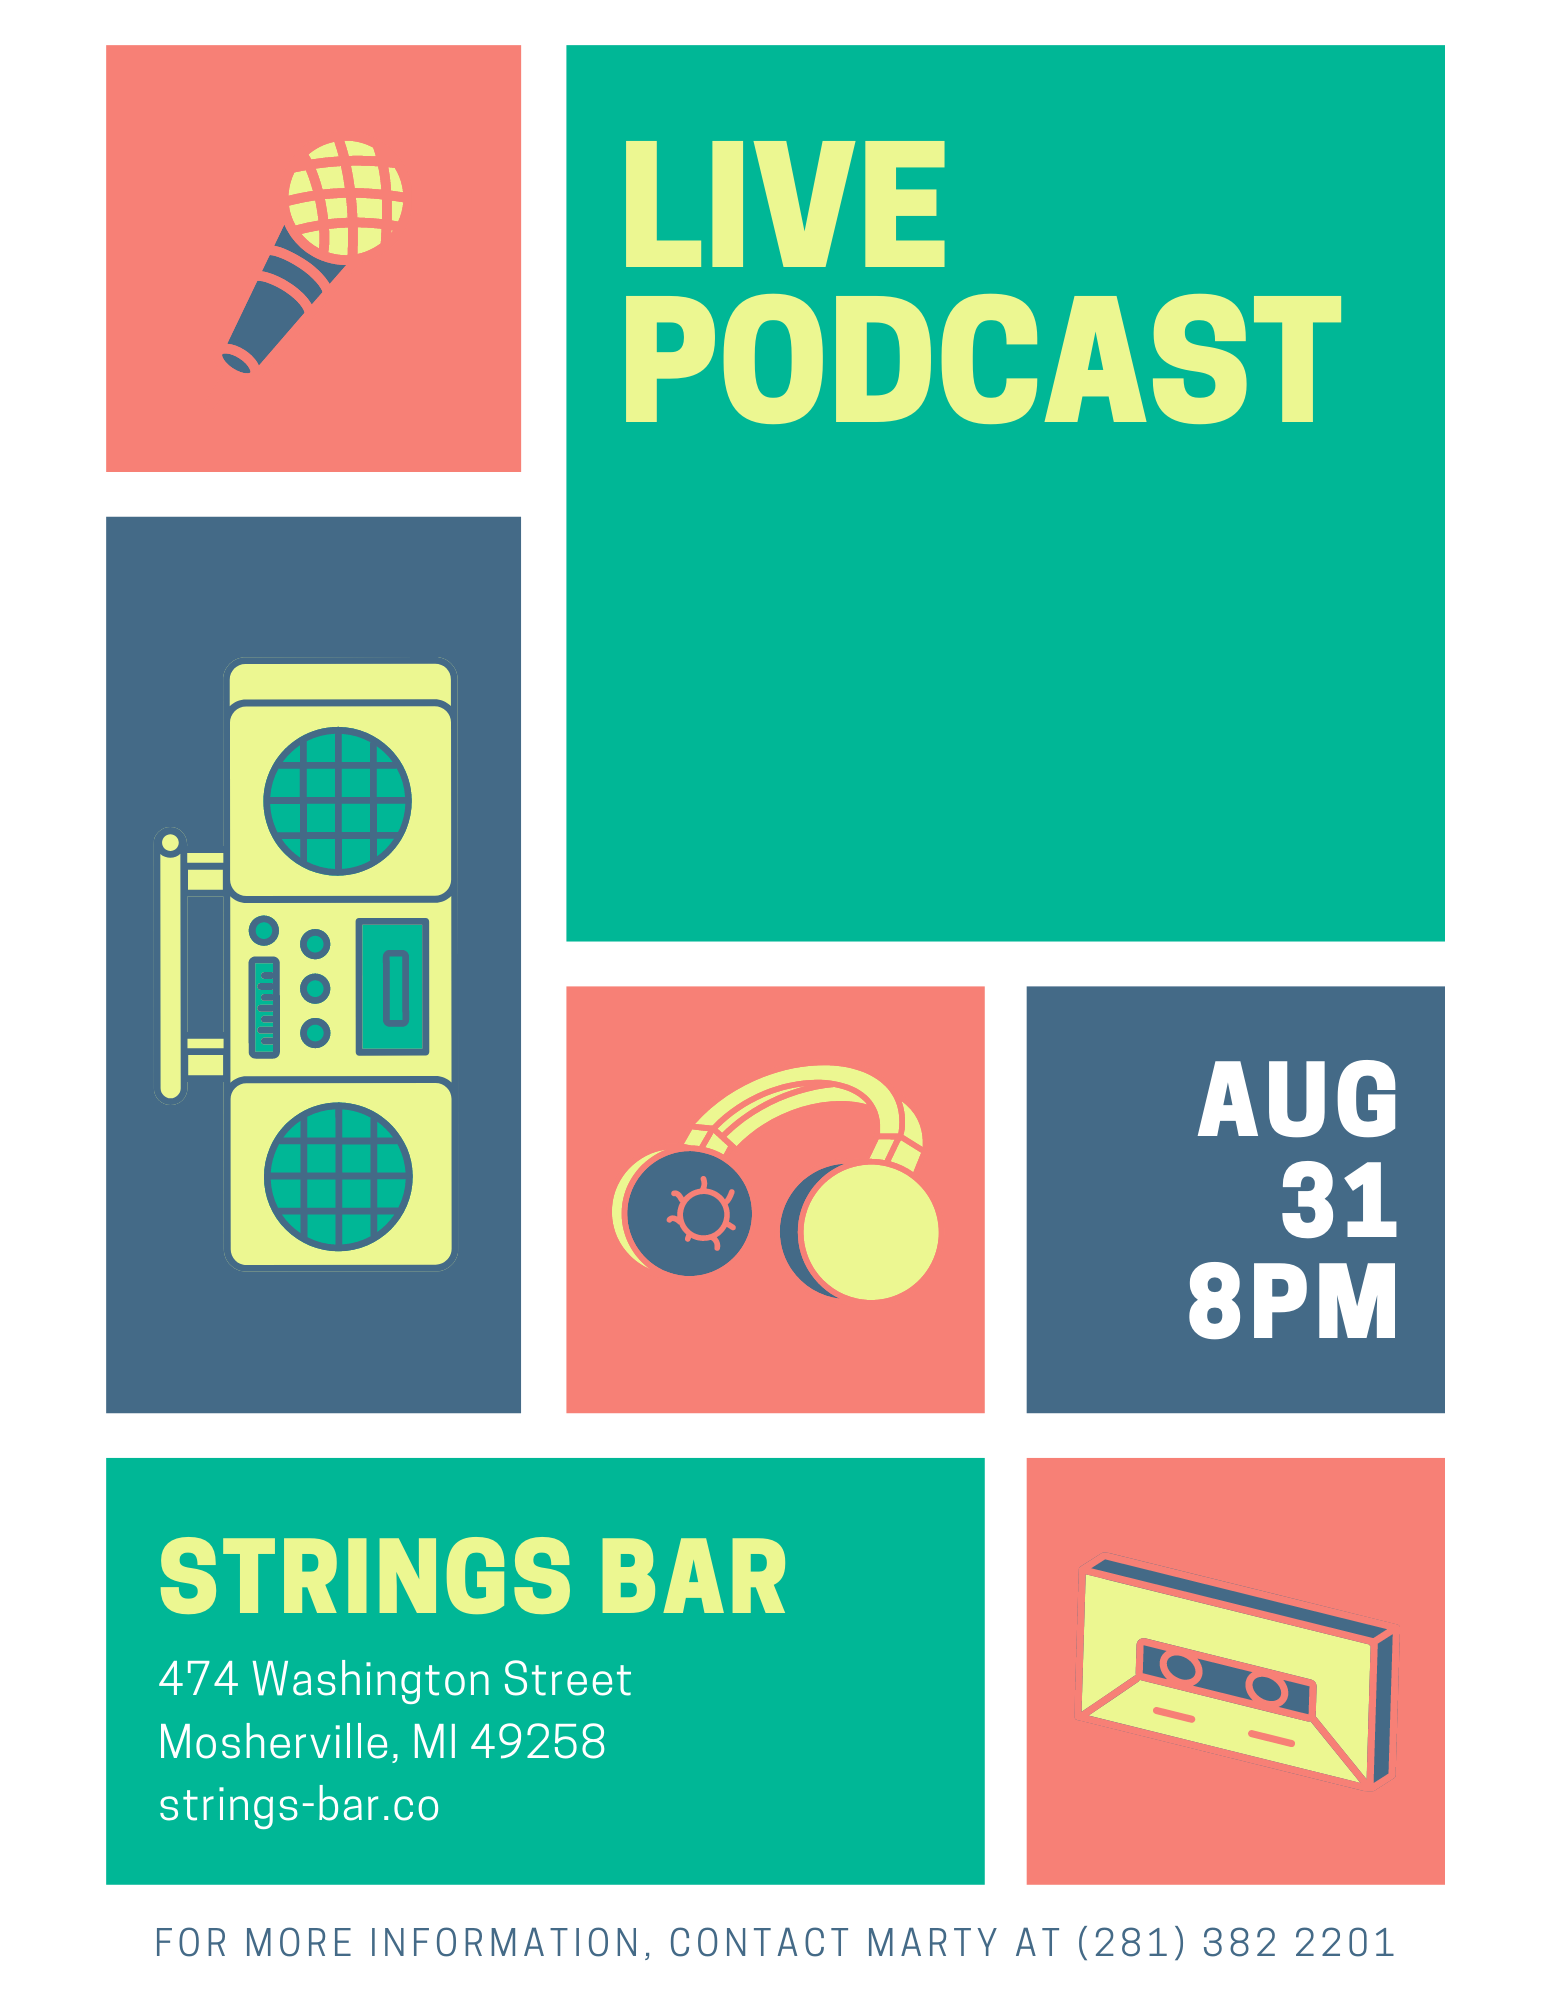 LIVE
PODCAST
AUG
31
8PM
STRINGS BAR
474 Washington Street
Mosherville, MI 49258
strings-bar.co
FOR MORE INFORMATION, CONTACT MARTY AT (281) 382 2201